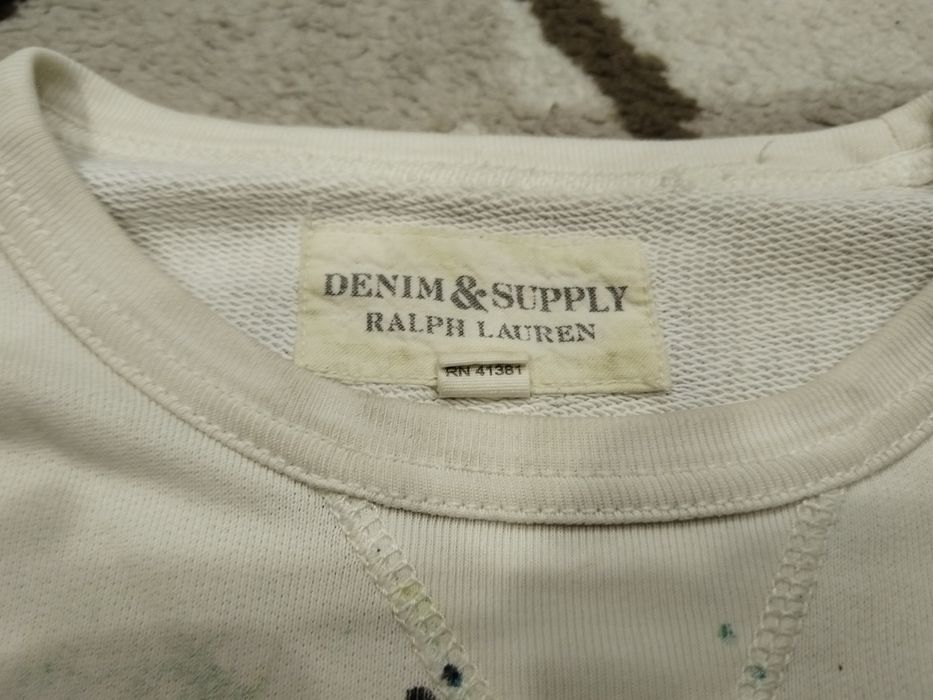 DENIM & SUPPLY
RALPH LAUREN
RN 41381